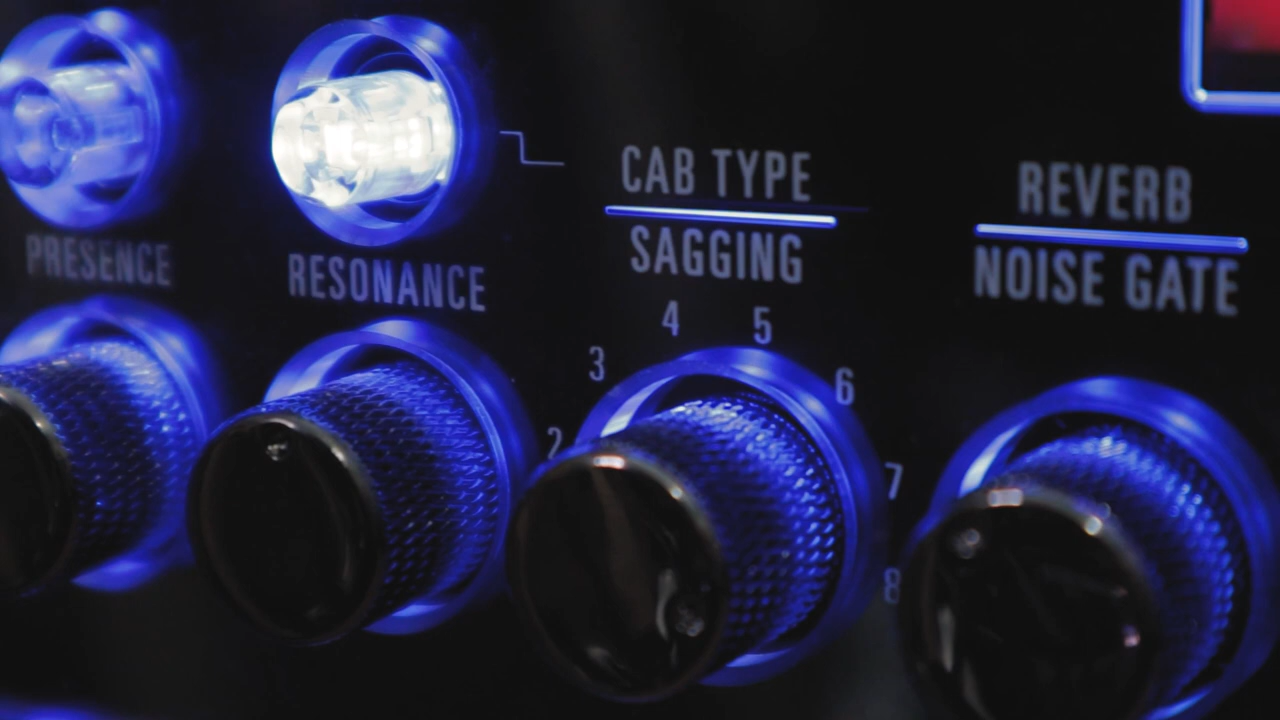 PRESENCE
RESONANCE
CAB TYPE
SAGGING
2 3 4 5 6 7 8
REVERB
NOISE GATE